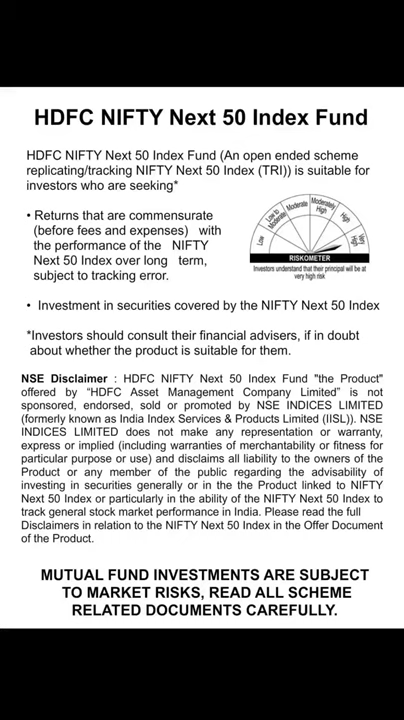 HDFC NIFTY Next 50 Index Fund
HDFC NIFTY Next 50 Index Fund (An open ended scheme
replicating/tracking NIFTY Next 50 Index (TRI)) is suitable for
investors who are seeking*
• Returns that are commensurate
(before fees and expenses) with
the performance of the NIFTY
Next 50 Index over long term,
subject to tracking error.
Low
Low to
Moderate
Moderate
Moderately
High
High
Very
High
RISKOMETER
Investors understand that their principal will be at
very high risk
• Investment in securities covered by the NIFTY Next 50 Index
*Investors should consult their financial advisers, if in doubt
about whether the product is suitable for them.
NSE Disclaimer : HDFC NIFTY Next 50 Index Fund "the Product"
offered by “HDFC Asset Management Company Limited” is not
sponsored, endorsed, sold or promoted by NSE INDICES LIMITED
(formerly known as India Index Services & Products Limited (IISL)). NSE
INDICES LIMITED does not make any representation or warranty,
express or implied (including warranties of merchantability or fitness for
particular purpose or use) and disclaims all liability to the owners of the
Product or any member of the public regarding the advisability of
investing in securities generally or in the the Product linked to NIFTY
Next 50 Index or particularly in the ability of the NIFTY Next 50 Index to
track general stock market performance in India. Please read the full
Disclaimers in relation to the NIFTY Next 50 Index in the Offer Document
of the Product.
MUTUAL FUND INVESTMENTS ARE SUBJECT
TO MARKET RISKS, READ ALL SCHEME
RELATED DOCUMENTS CAREFULLY.